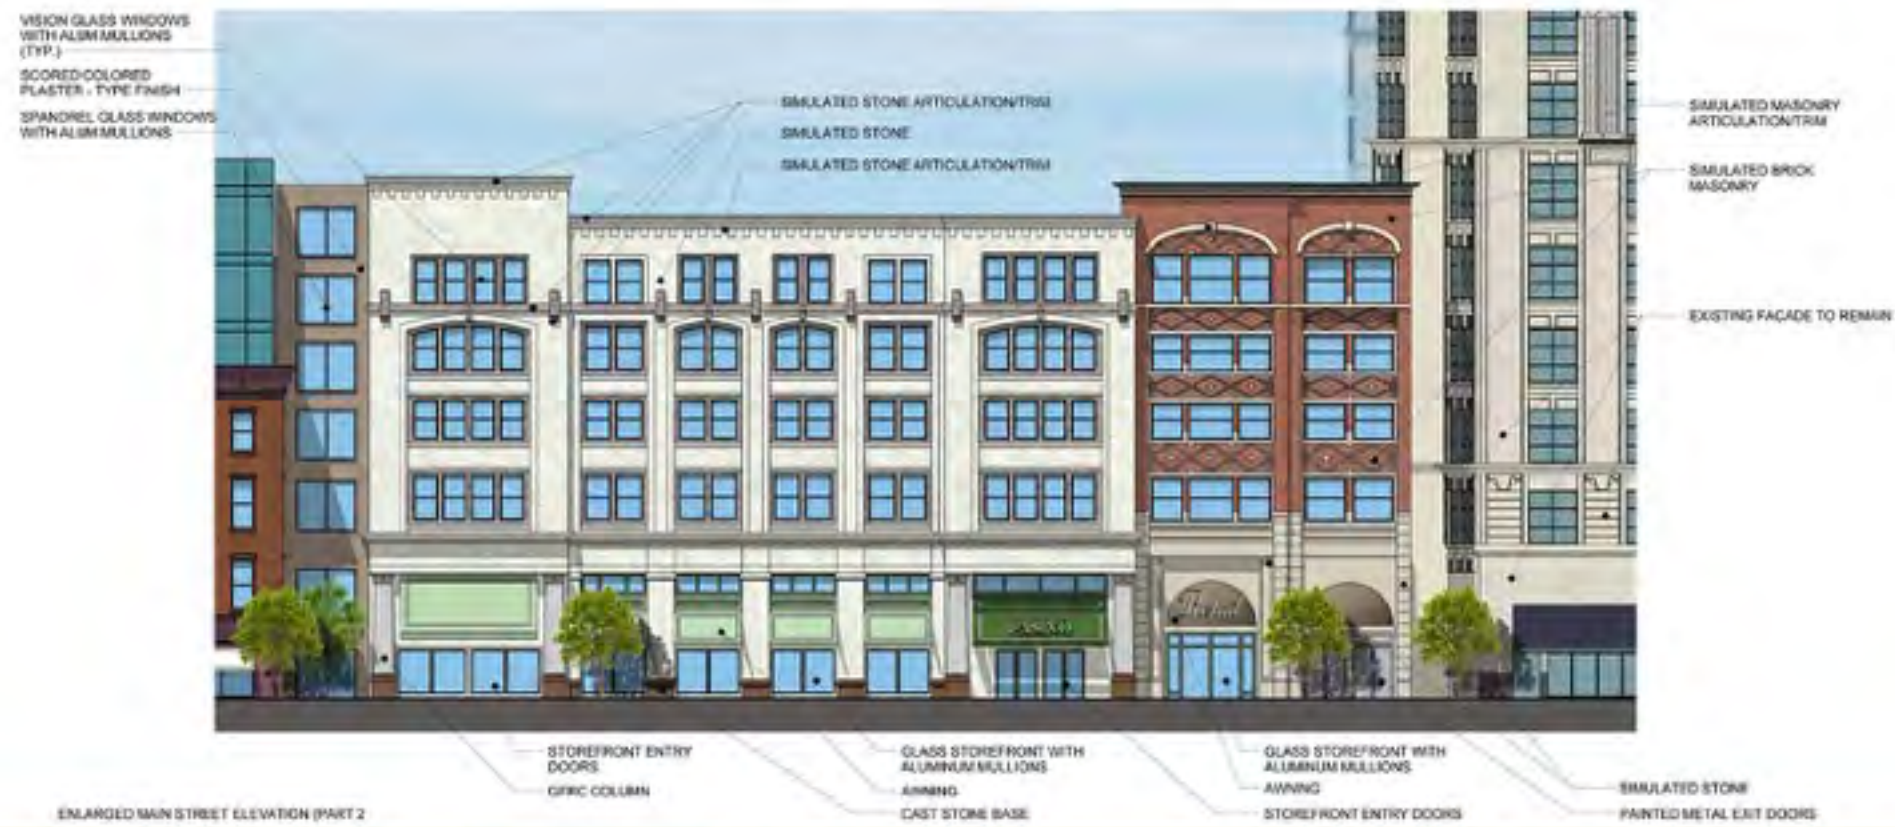 VISION GLASS WINDOWS
WITH ALUM MULLIONS
(TYP.)
SCORED COLORED
PLASTER - TYPE FINISH
SPANDREL GLASS WINDOWS
WITH ALUM MULLIONS
SIMULATED STONE ARTICULATION/TRIM
SIMULATED STONE
SIMULATED STONE ARTICULATION/TRIM
SIMULATED MASONRY
ARTICULATION/TRIM
SIMULATED BRICK
MASONRY
EXISTING FACADE TO REMAIN
STOREFRONT ENTRY
DOORS
GFRC COLUMN
GLASS STOREFRONT WITH
ALUMINUM MULLIONS
AWNING
CAST STONE BASE
GLASS STOREFRONT WITH
ALUMINUM MULLIONS
AWNING
STOREFRONT ENTRY DOORS
SIMULATED STONE
PAINTED METAL EXIT DOORS
ENLARGED MAIN STREET ELEVATION (PART 2